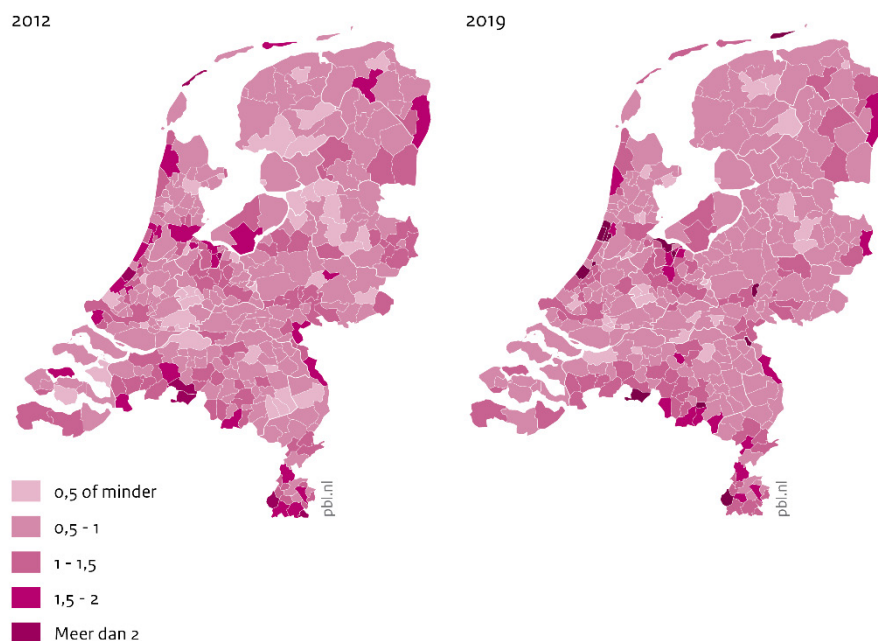 2012
2019
0,5 of minder
0,5 - 1
1 - 1,5
1,5 - 2
Meer dan 2
pbl.nl
pbl.nl